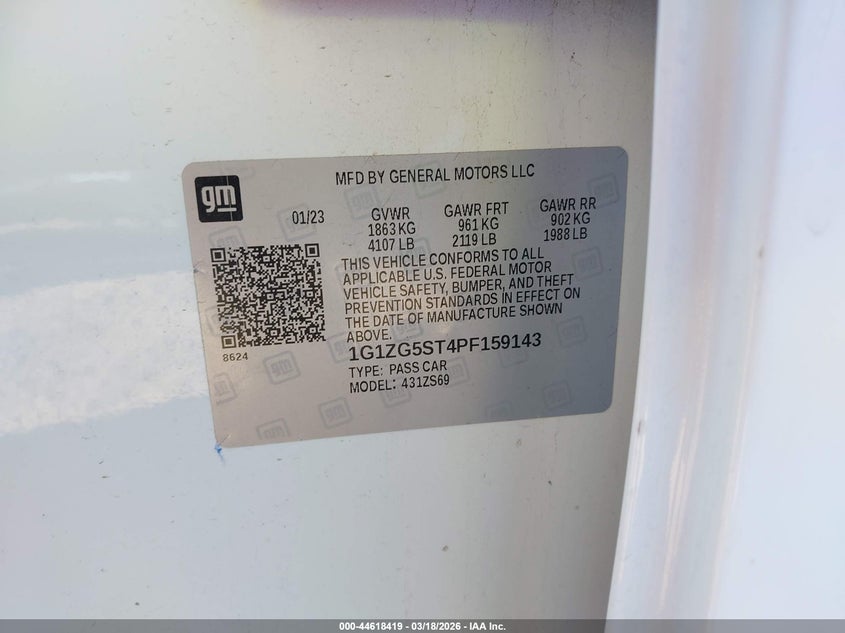 gm
MFD BY GENERAL MOTORS LLC
01/23 GVWR GAWR FRT GAWR RR
1863 KG 961 KG 902 KG
4107 LB 2119 LB 1988 LB
THIS VEHICLE CONFORMS TO ALL
APPLICABLE U.S. FEDERAL MOTOR
VEHICLE SAFETY, BUMPER, AND THEFT
PREVENTION STANDARDS IN EFFECT ON
THE DATE OF MANUFACTURE SHOWN
ABOVE.
8624
1G1ZG5ST4PF159143
TYPE: PASS CAR
MODEL: 431ZS69
000-44618419 - 03/18/2026 - IAA Inc.